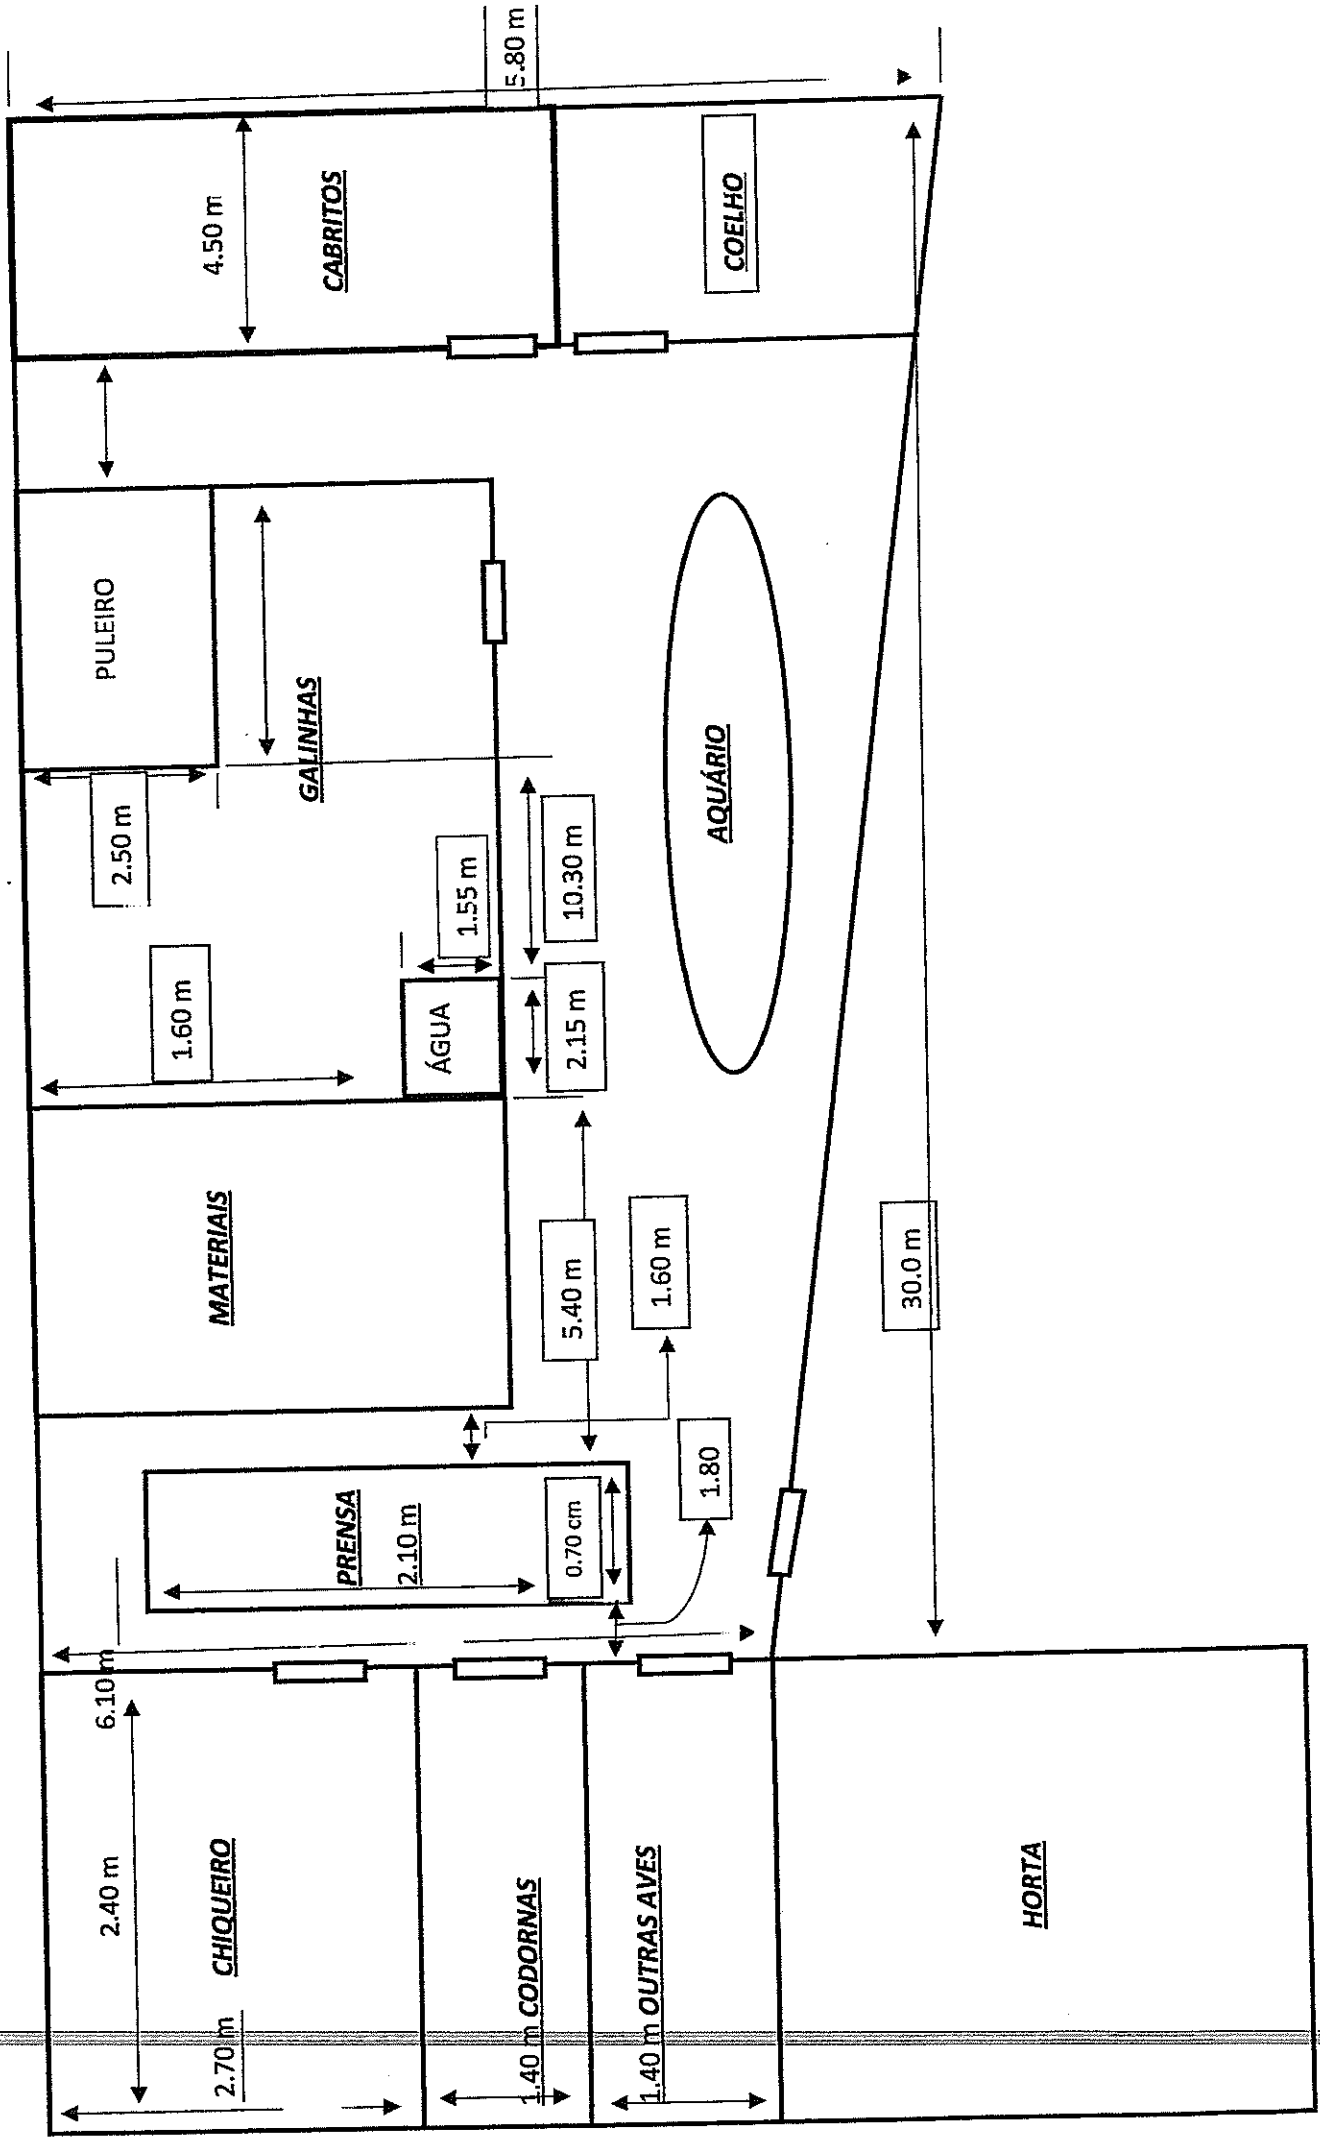 6.10 m
2.40 m
CHIQUEIRO
2.70 m
1.40 m CODORNAS
1.40 m OUTRAS AVES
HORTA
PRENSA
2.10 m
0.70 cm
1.80
MATERIAIS
5.40 m
1.60 m
30.0 m
1.60 m
ÁGUA
2.15 m
1.55 m
10.30 m
2.50 m
PULEIRO
GALINHAS
AQUÁRIO
4.50 m
CABRITOS
COELHO
5.80 m